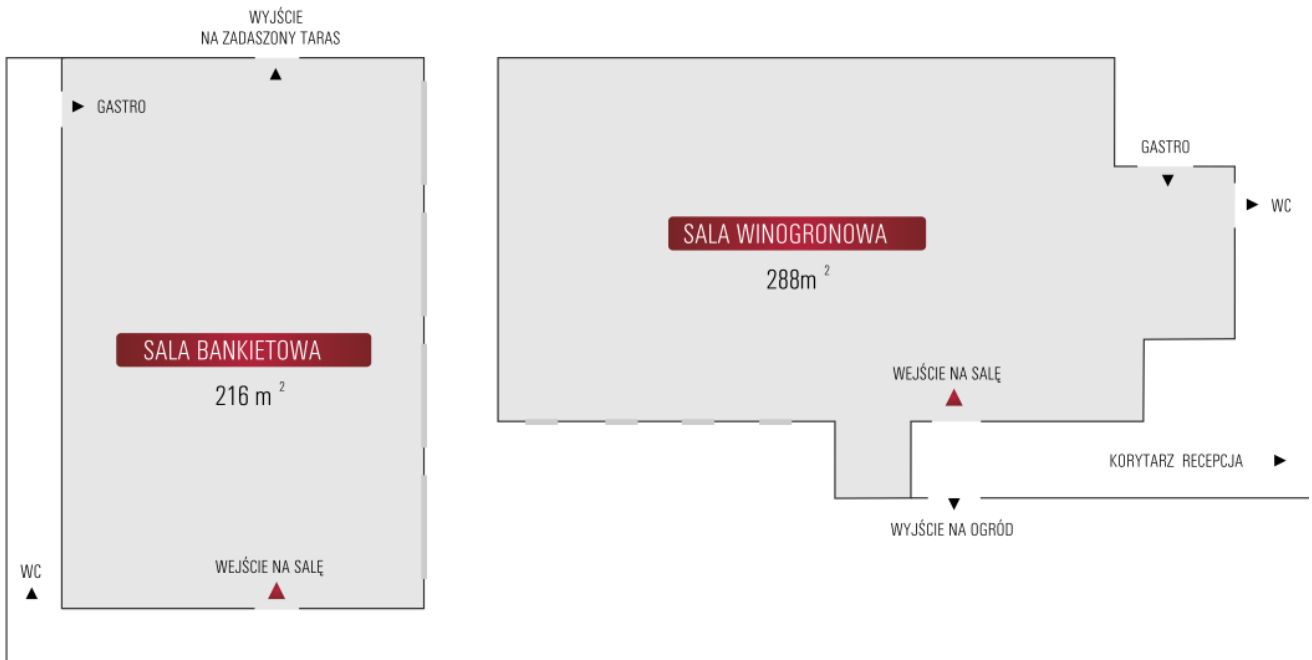 WYJŚCIE
NA ZADASZONY TARAS
GASTRO
SALA BANKIETOWA
216 m ²
WEJŚCIE NA SALĘ
WC
GASTRO
WC
SALA WINOGRONOWA
288m ²
WEJŚCIE NA SALĘ
KORYTARZ RECEPCJA
WYJŚCIE NA OGRÓD